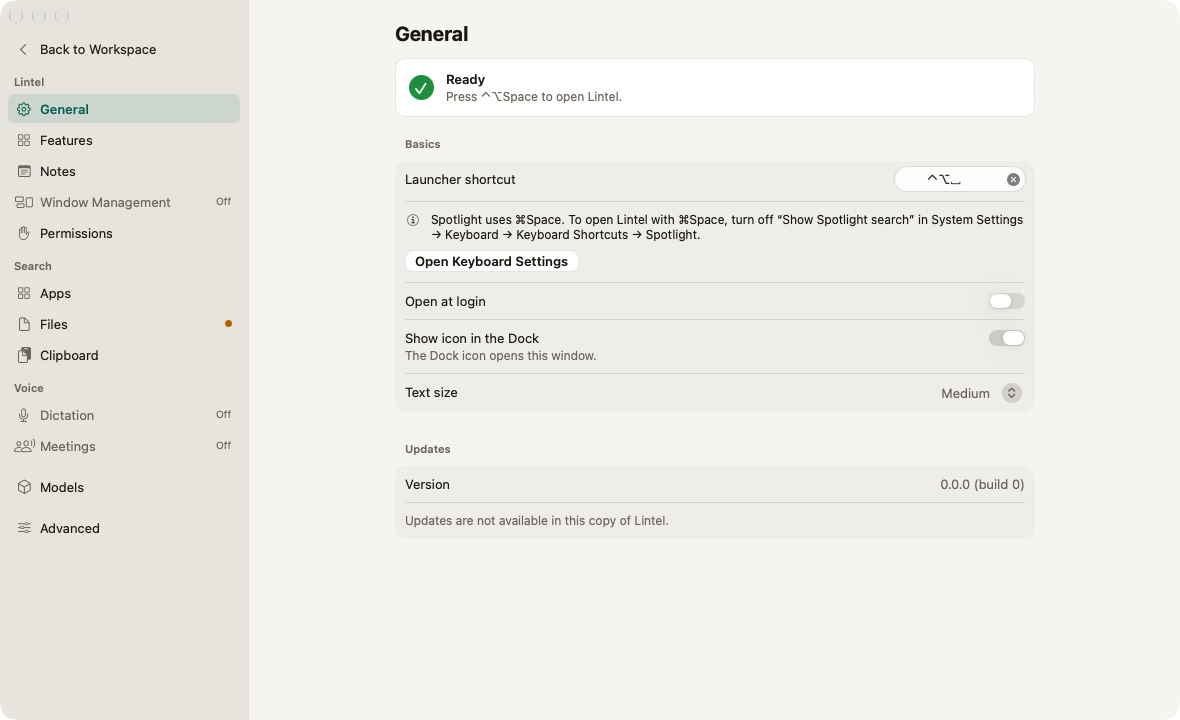 Back to Workspace
Lintel
General
Features
Notes
Window Management Off
Permissions
Search
Apps
Files
Clipboard
Voice
Dictation Off
Meetings Off
Models
Advanced
General
Ready
Press ⌃⌥Space to open Lintel.
Basics
Launcher shortcut ⌃⌥⎵
Spotlight uses ⌘Space. To open Lintel with ⌘Space, turn off “Show Spotlight search” in System Settings
→ Keyboard → Keyboard Shortcuts → Spotlight.
Open Keyboard Settings
Open at login
Show icon in the Dock
The Dock icon opens this window.
Text size Medium
Updates
Version 0.0.0 (build 0)
Updates are not available in this copy of Lintel.